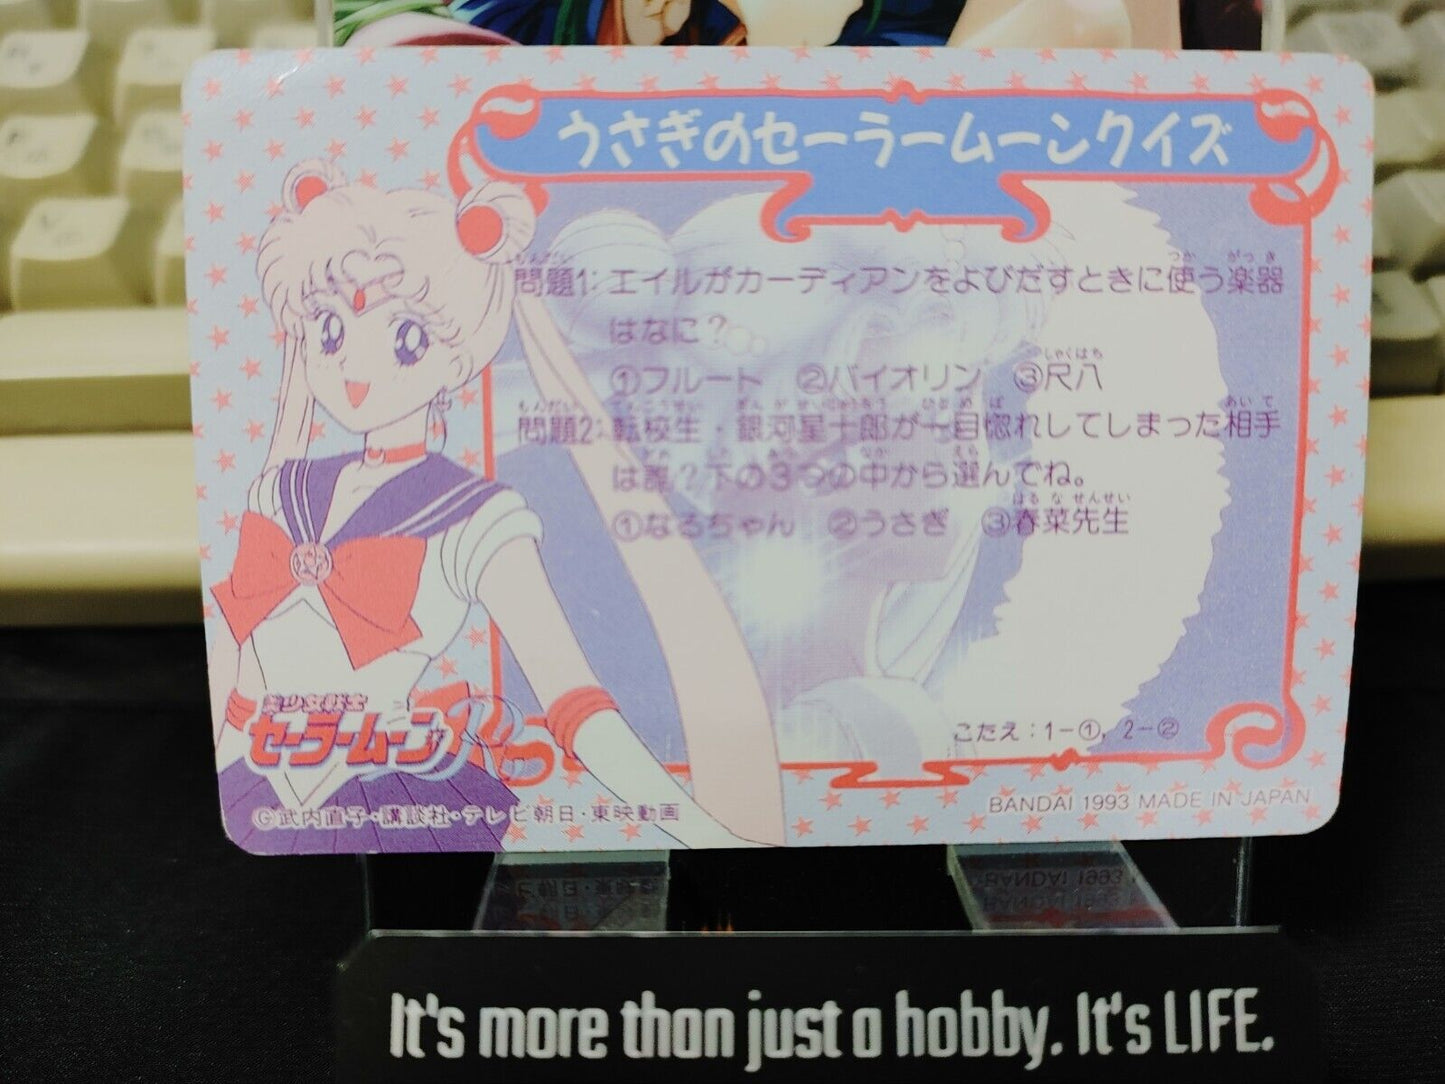 うさぎのセーラームーンクイズ
問題1: エイルがカーディアンをよびだすときに使う楽器
はなに?
①フルート ②バイオリン ③尺八
問題2: 転校生・銀河星十郎が一目惚れしてしまった相手
は誰?下の3つの中から選んでね。
①なるちゃん ②うさぎ ③春菜先生
こたえ:1-①, 2-②
美少女戦士
セーラームーンR
©武内直子・講談社・テレビ朝日・東映動画
BANDAI 1993 MADE IN JAPAN
It's more than just a hobby. It's LIFE.